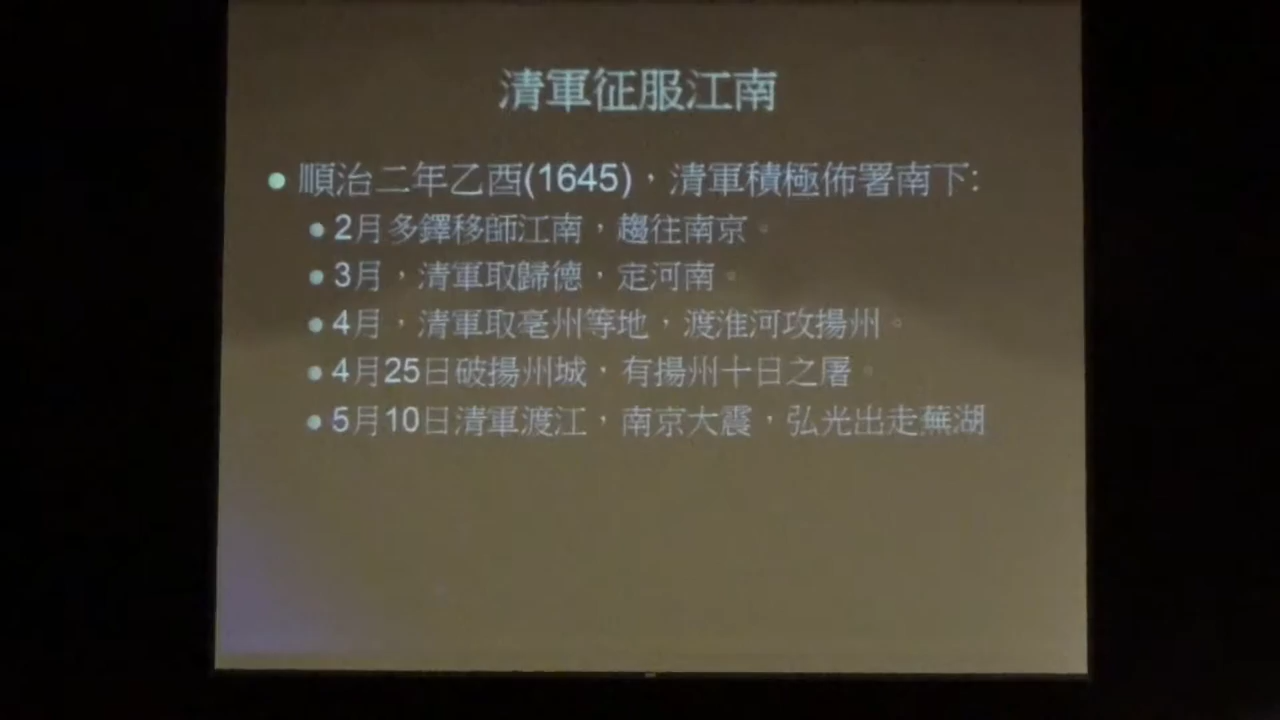 清軍征服江南
順治二年乙酉(1645)，清軍積極佈署南下:
2月多鐸移師江南，趨往南京。
3月，清軍取歸德，定河南。
4月，清軍取亳州等地，渡淮河攻揚州。
4月25日破揚州城，有揚州十日之屠。
5月10日清軍渡江，南京大震，弘光出走蕪湖